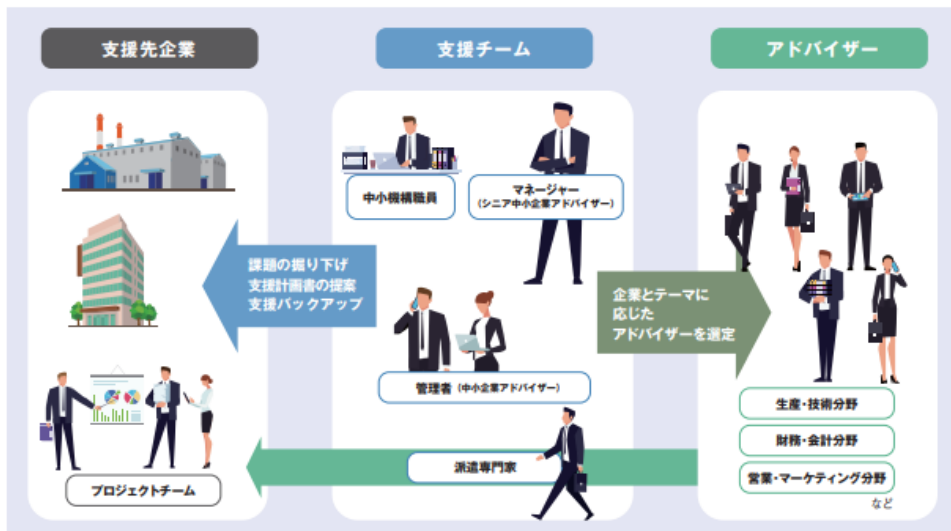 支援先企業
支援チーム
アドバイザー
中小機構職員
マネージャー
（シニア中小企業アドバイザー）
課題の掘り下げ
支援計画書の提案
支援バックアップ
企業とテーマに
応じた
アドバイザーを選定
管理者（中小企業アドバイザー）
生産・技術分野
財務・会計分野
営業・マーケティング分野
など
派遣専門家
プロジェクトチーム